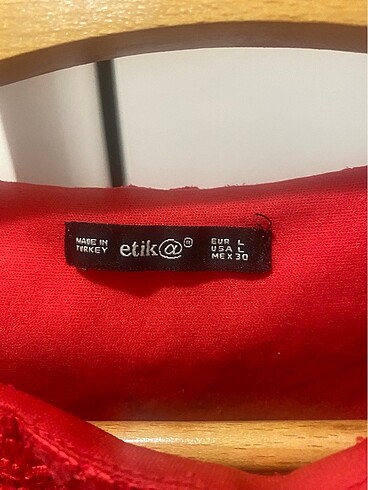 MADE IN
TURKEY
etik@®
EUR L
USA L
MEX 30